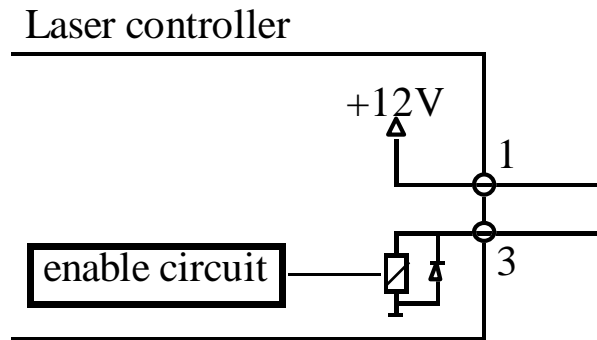 Laser controller
+12V
1
enable circuit
3